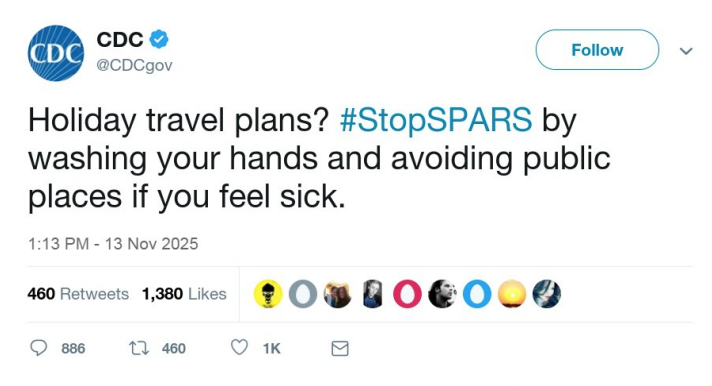 CDC
CDC
@CDCgov
Follow
Holiday travel plans? #StopSPARS by
washing your hands and avoiding public
places if you feel sick.
1:13 PM - 13 Nov 2025
460 Retweets 1,380 Likes
886 460 1K